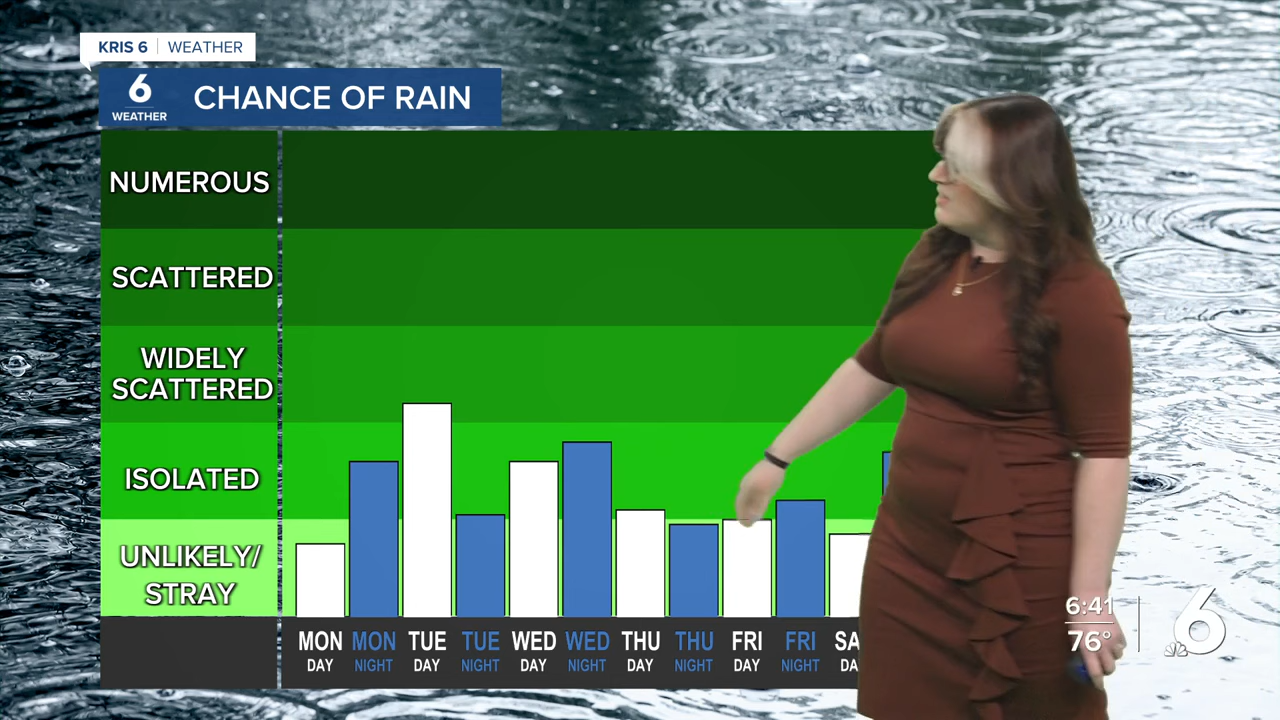 KRIS 6 | WEATHER
6
WEATHER
CHANCE OF RAIN
NUMEROUS
SCATTERED
WIDELY
SCATTERED
ISOLATED
UNLIKELY/
STRAY
MON MON TUE TUE WED WED THU THU FRI FRI SA
DAY NIGHT DAY NIGHT DAY NIGHT DAY NIGHT DAY NIGHT DA
6:41
76°
6